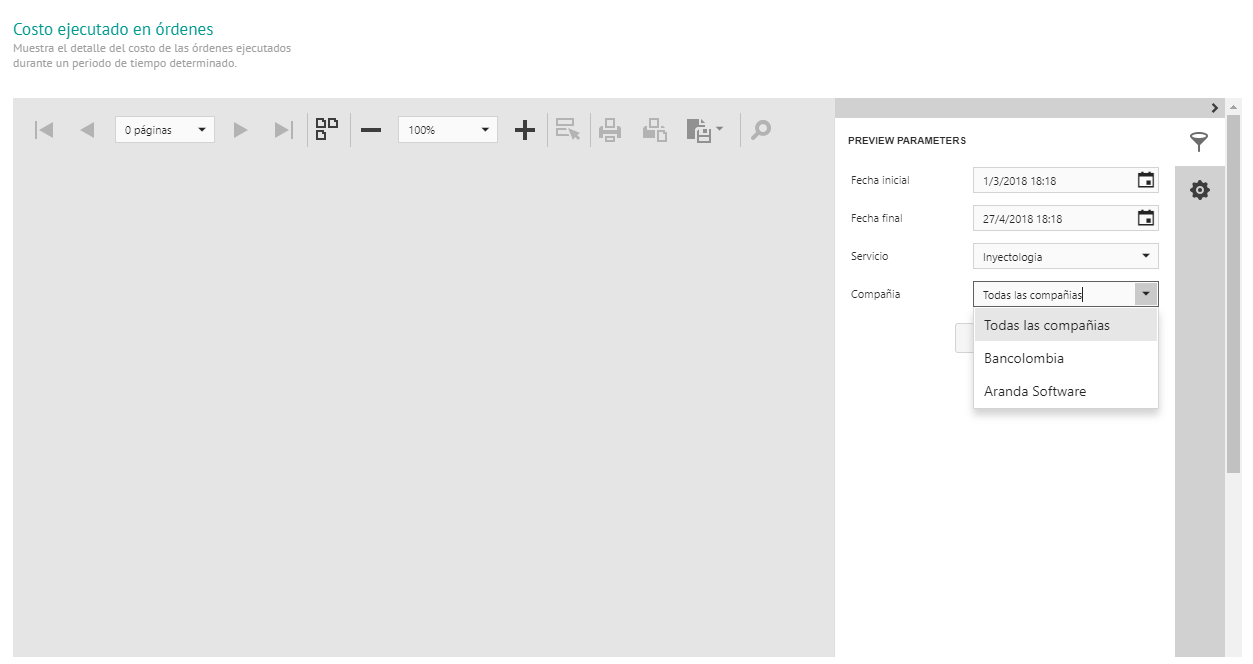 Costo ejecutado en órdenes
Muestra el detalle del costo de las órdenes ejecutados
durante un periodo de tiempo determinado.
0 páginas
100%
PREVIEW PARAMETERS
Fecha inicial
1/3/2018 18:18
Fecha final
27/4/2018 18:18
Servicio
Inyectologia
Compañia
Todas las compañias
Todas las compañias
Bancolombia
Aranda Software